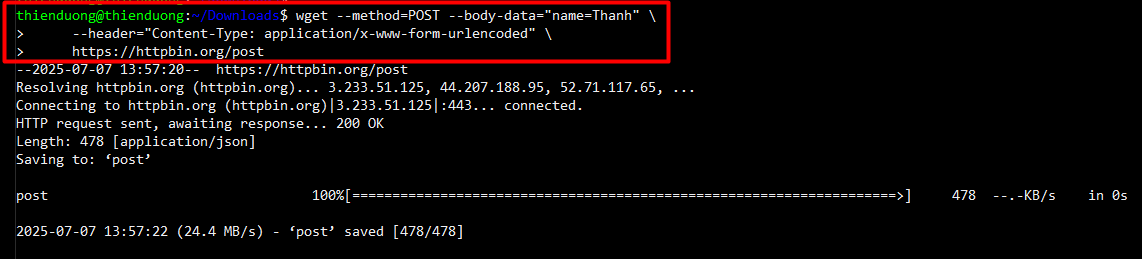 thienduong@thienduong:~/Downloads$ wget --method=POST --body-data="name=Thanh" \
>      --header="Content-Type: application/x-www-form-urlencoded" \
>      https://httpbin.org/post
--2025-07-07 13:57:20--  https://httpbin.org/post
Resolving httpbin.org (httpbin.org)... 3.233.51.125, 44.207.188.95, 52.71.117.65, ...
Connecting to httpbin.org (httpbin.org)|3.233.51.125|:443... connected.
HTTP request sent, awaiting response... 200 OK
Length: 478 [application/json]
Saving to: ‘post’
post                                     100%[====================================================================>]     478  --.-KB/s    in 0s
2025-07-07 13:57:22 (24.4 MB/s) - ‘post’ saved [478/478]